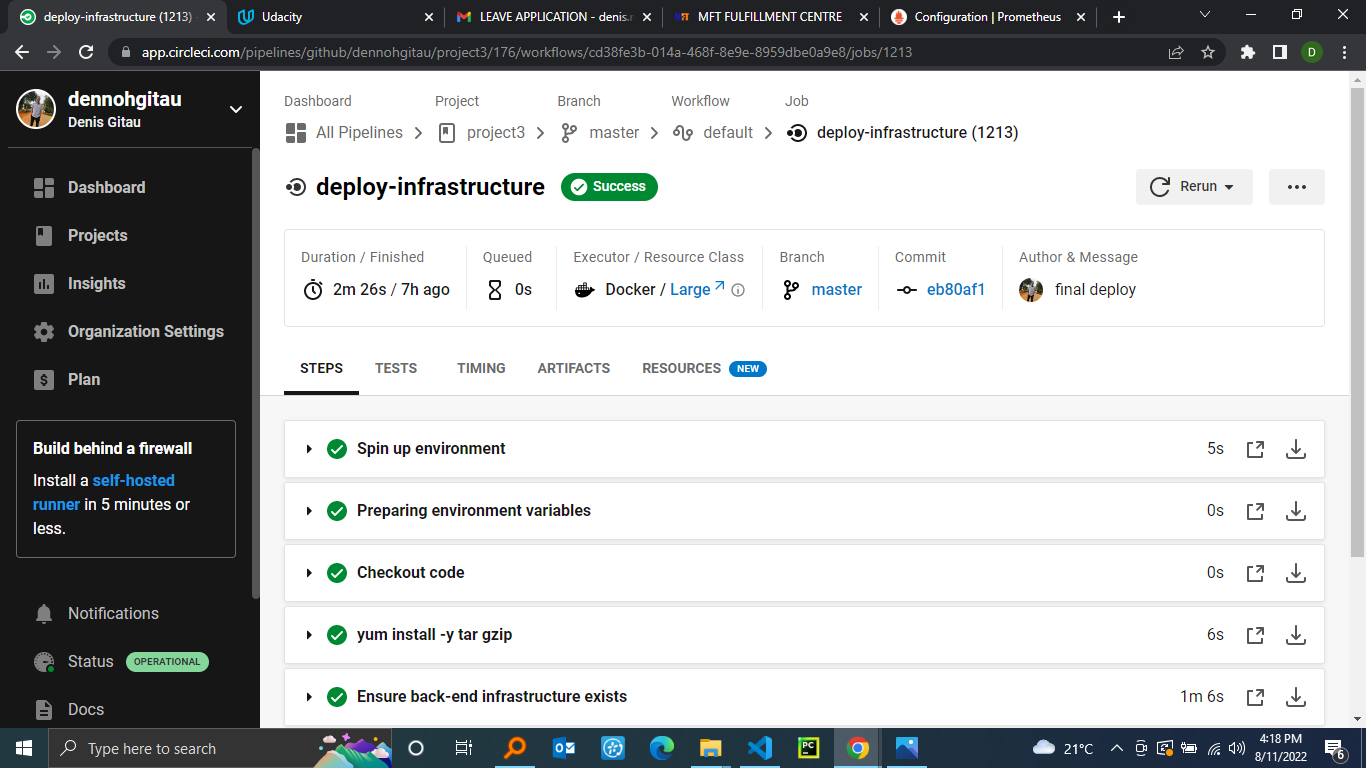 deploy-infrastructure (1213)
Udacity
LEAVE APPLICATION - denis.
MFT FULFILLMENT CENTRE
Configuration | Prometheus
app.circleci.com/pipelines/github/dennohgitau/project3/176/workflows/cd38fe3b-014a-468f-8e9e-8959dbe0a9e8/jobs/1213
D
dennohgitau
Denis Gitau
Dashboard
Projects
Insights
Organization Settings
Plan
Build behind a firewall
Install a self-hosted
runner in 5 minutes or
less.
Notifications
Status OPERATIONAL
Docs
Dashboard Project Branch Workflow Job
All Pipelines project3 master default deploy-infrastructure (1213)
deploy-infrastructure Success
Rerun
Duration / Finished Queued Executor / Resource Class Branch Commit Author & Message
2m 26s / 7h ago 0s Docker / Large master eb80af1 final deploy
STEPS TESTS TIMING ARTIFACTS RESOURCES NEW
Spin up environment 5s
Preparing environment variables 0s
Checkout code 0s
yum install -y tar gzip 6s
Ensure back-end infrastructure exists 1m 6s
Type here to search
PC
21°C
4:18 PM
8/11/2022
6